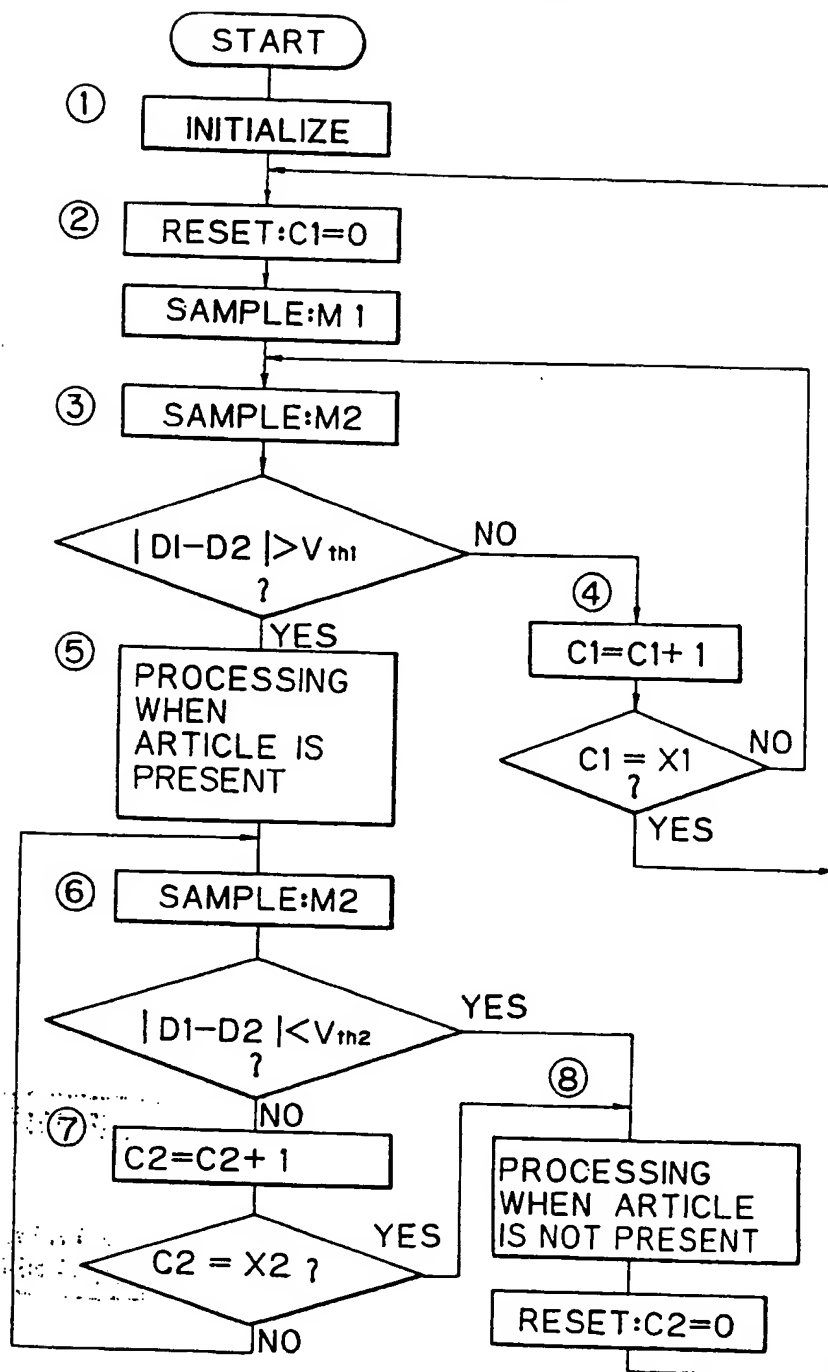 START
①
INITIALIZE
②
RESET:C1=0
SAMPLE:M1
③
SAMPLE:M2
|D1-D2|>Vth1
?
NO
YES
④
C1=C1+1
C1=X1
?
NO
YES
⑤
PROCESSING
WHEN
ARTICLE IS
PRESENT
⑥
SAMPLE:M2
|D1-D2|<Vth2
?
YES
NO
⑦
C2=C2+1
C2=X2 ?
YES
NO
⑧
PROCESSING
WHEN ARTICLE
IS NOT PRESENT
RESET:C2=0